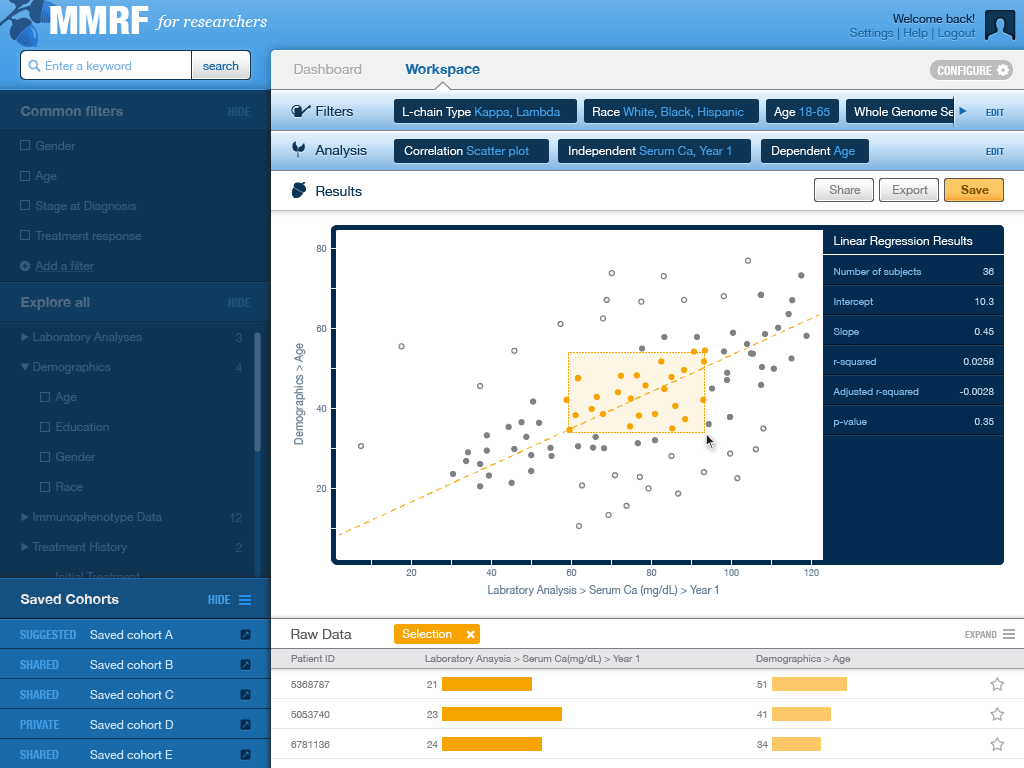 MMRF for researchers
Welcome back!
Settings | Help | Logout
Enter a keyword
search
Dashboard
Workspace
CONFIGURE
Common filters
HIDE
Gender
Age
Stage at Diagnosis
Treatment response
Add a filter
Explore all
HIDE
Laboratory Analyses 3
Demographics 4
Age
Education
Gender
Race
Immunophenotype Data 12
Treatment History 2
Initial Treatment
Saved Cohorts
HIDE
SUGGESTED Saved cohort A
SHARED Saved cohort B
SHARED Saved cohort C
PRIVATE Saved cohort D
SHARED Saved cohort E
Filters
L-chain Type Kappa, Lambda
Race White, Black, Hispanic
Age 18-65
Whole Genome Se
EDIT
Analysis
Correlation Scatter plot
Independent Serum Ca, Year 1
Dependent Age
EDIT
Results
Share
Export
Save
80
60
40
20
Demographics > Age
20 40 60 80 100 120
Labratory Analysis > Serum Ca (mg/dL) > Year 1
Linear Regression Results
Number of subjects 36
Intercept 10.3
Slope 0.45
r-squared 0.0258
Adjusted r-squared -0.0028
p-value 0.35
Raw Data
Selection ×
EXPAND
Patient ID
Laboratory Anaysis > Serum Ca(mg/dL) > Year 1
Demographics > Age
5368787 21 51
5053740 23 41
6781136 24 34